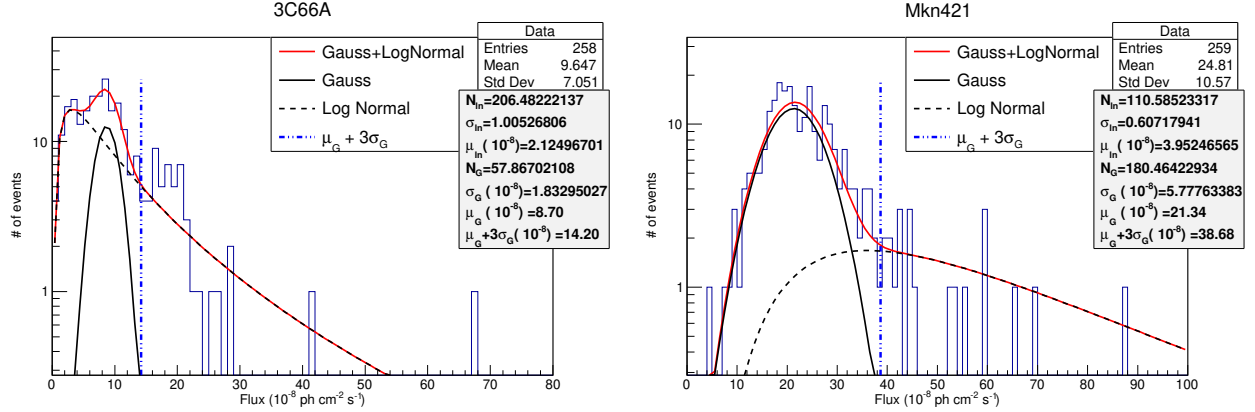 3C66A
Data
Entries 258
Mean 9.647
Std Dev 7.051
Gauss+LogNormal
Gauss
Log Normal
μG + 3σG
Nln=206.48222137
σln=1.00526806
μln (10-8)=2.12496701
NG=57.86702108
σG (10-8)=1.83295027
μG (10-8) =8.70
μG+3σG(10-8) =14.20
# of events
10
1
0 10 20 30 40 50 60 70 80
Flux (10-8 ph cm-2 s-1)
Mkn421
Data
Entries 259
Mean 24.81
Std Dev 10.57
Gauss+LogNormal
Gauss
Log Normal
μG + 3σG
Nln=110.58523317
σln=0.60717941
μln (10-8)=3.95246565
NG=180.46422934
σG (10-8)=5.77763383
μG (10-8) =21.34
μG+3σG(10-8) =38.68
# of events
10
1
0 10 20 30 40 50 60 70 80 90 100
Flux (10-8 ph cm-2 s-1)